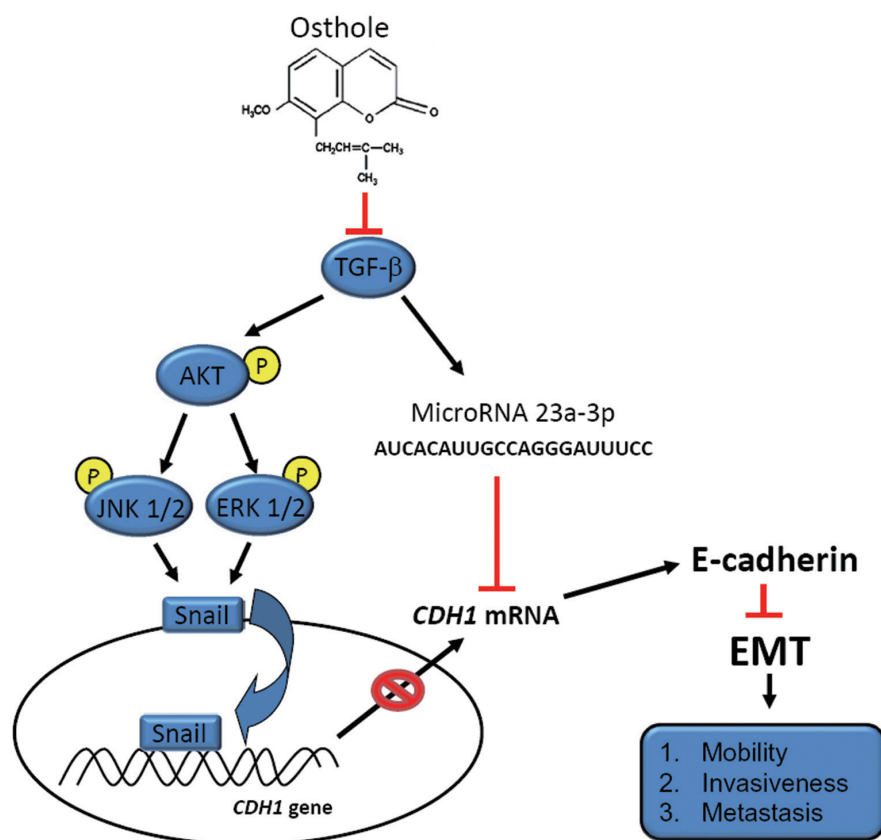 Osthole
H₃CO
O
O
CH₂CH=C—CH₃
CH₃
TGF-β
AKT
P
MicroRNA 23a-3p
AUCACAUUGCCAGGGAUUUCC
P
P
JNK 1/2
ERK 1/2
E-cadherin
Snail
CDH1 mRNA
EMT
Snail
CDH1 gene
1. Mobility
2. Invasiveness
3. Metastasis